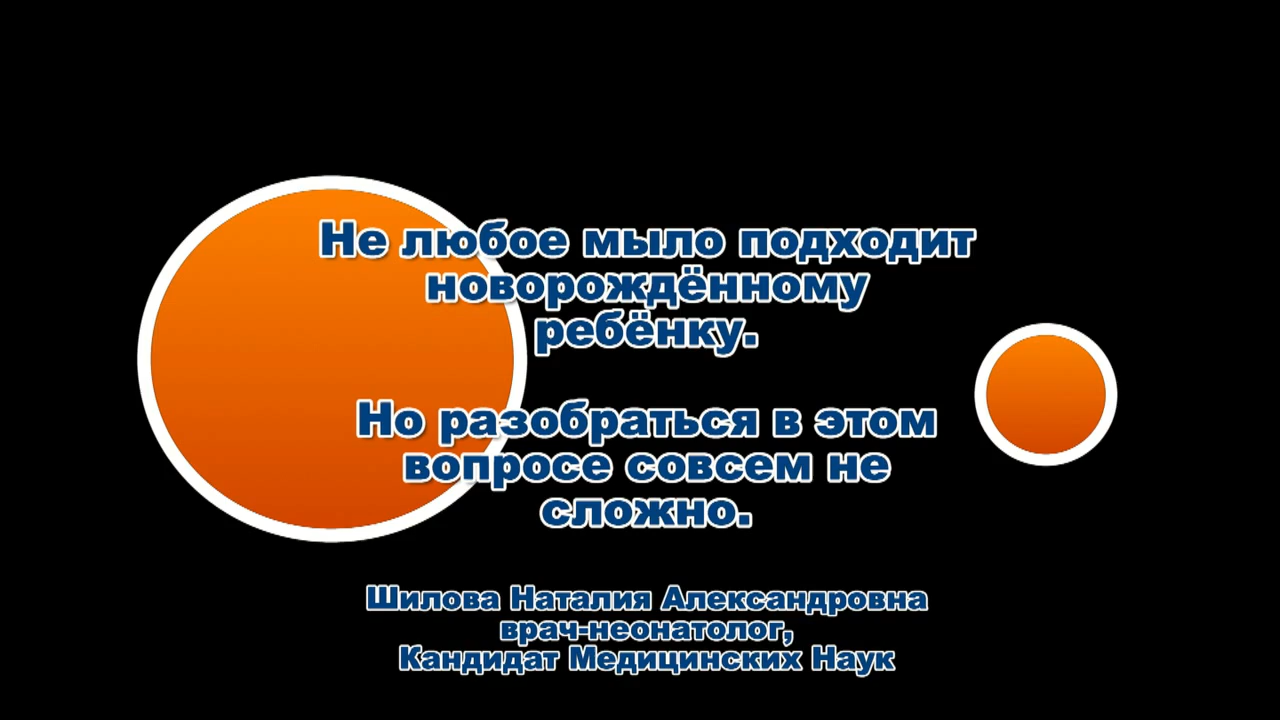 Не любое мыло подходит
новорождённому
ребёнку.
Но разобраться в этом
вопросе совсем не
сложно.
Шилова Наталия Александровна
врач-неонатолог,
Кандидат Медицинских Наук